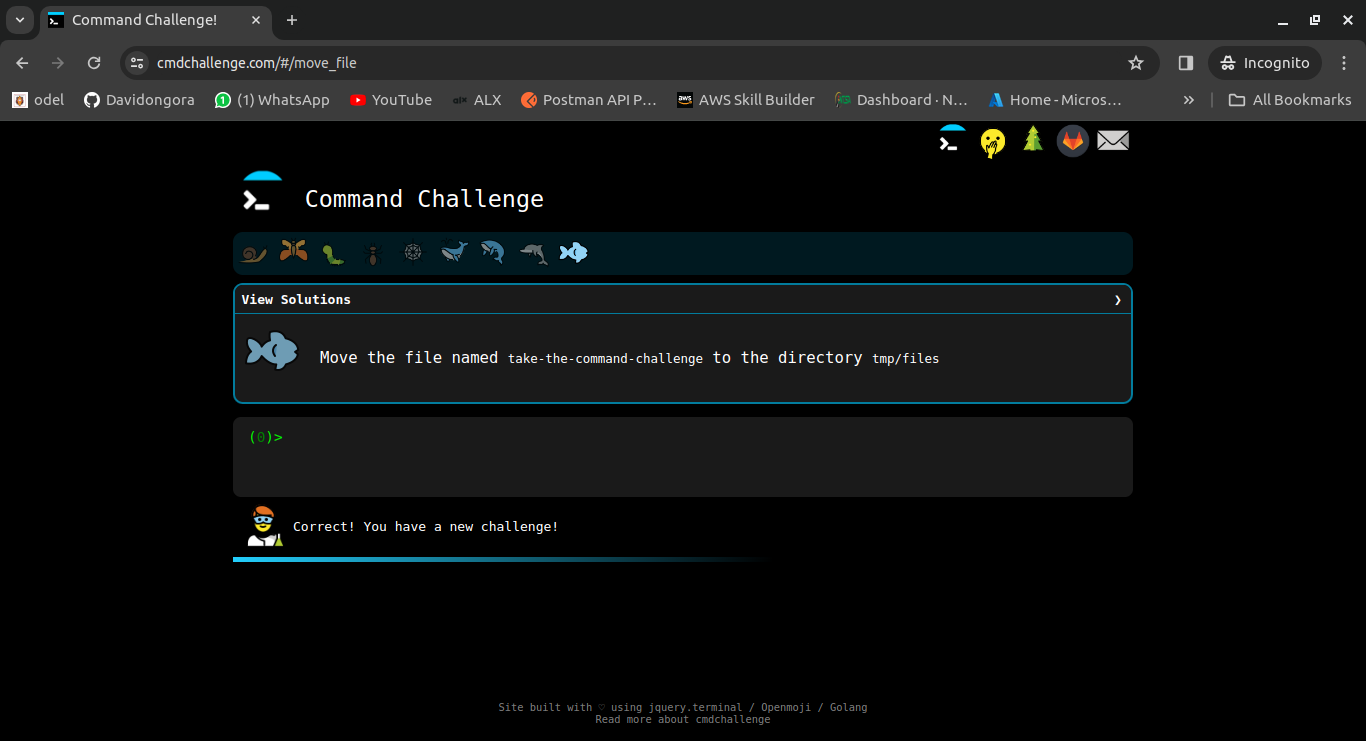 Command Challenge!
cmdchallenge.com/#/move_file
Incognito
odel
Davidongora
(1) WhatsApp
YouTube
ALX
Postman API P…
AWS Skill Builder
Dashboard · N…
Home - Micros…
All Bookmarks
Command Challenge
View Solutions
Move the file named take-the-command-challenge to the directory tmp/files
(0)>
Correct! You have a new challenge!
Site built with ♡ using jquery.terminal / Openmoji / Golang
Read more about cmdchallenge